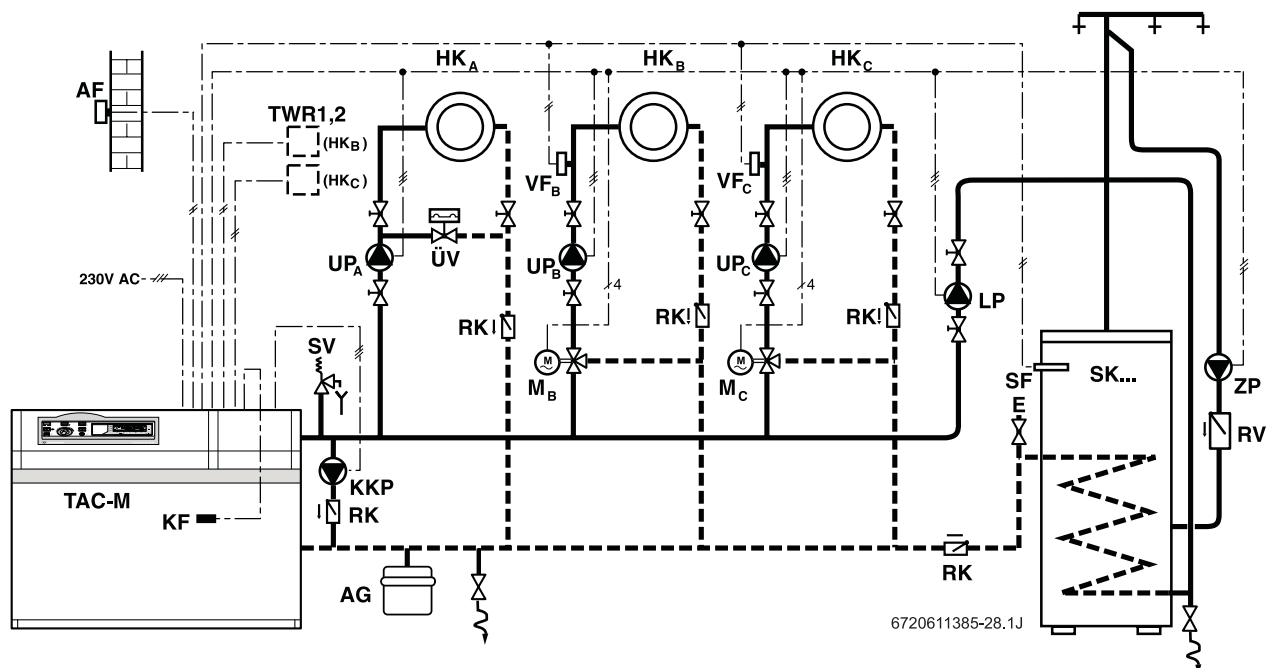 HKA
HKB
HKC
AF
TWR1,2
(HKB)
(HKC)
VFB
VFC
UPA
ÜV
UPB
UPC
LP
230V AC
4
4
RK
RK
RK
SV
M
M
MB
MC
SF
E
SK...
ZP
RV
TAC-M
KF
KKP
RK
AG
RK
6720611385-28.1J